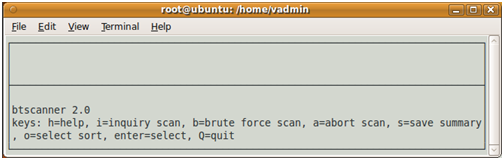 root@ubuntu: /home/vadmin
File Edit View Terminal Help
btscanner 2.0
keys: h=help, i=inquiry scan, b=brute force scan, a=abort scan, s=save summary
, o=select sort, enter=select, Q=quit